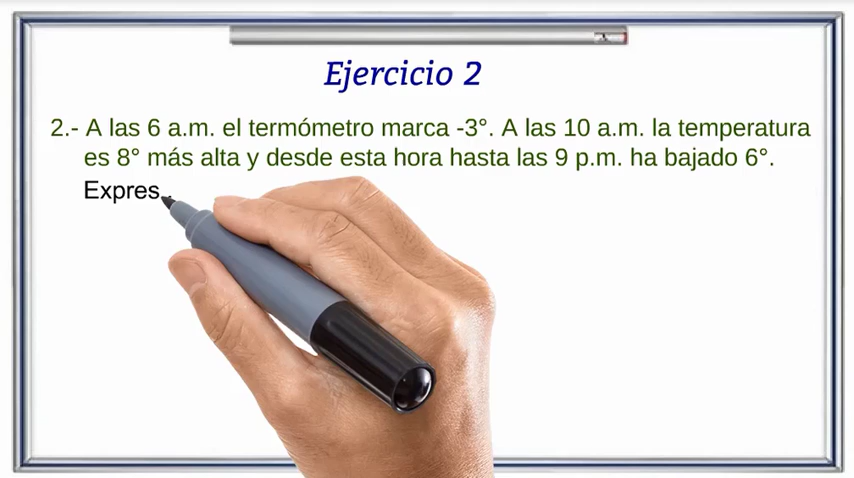 Ejercicio 2
2.- A las 6 a.m. el termómetro marca -3°. A las 10 a.m. la temperatura
es 8° más alta y desde esta hora hasta las 9 p.m. ha bajado 6°.
Expres